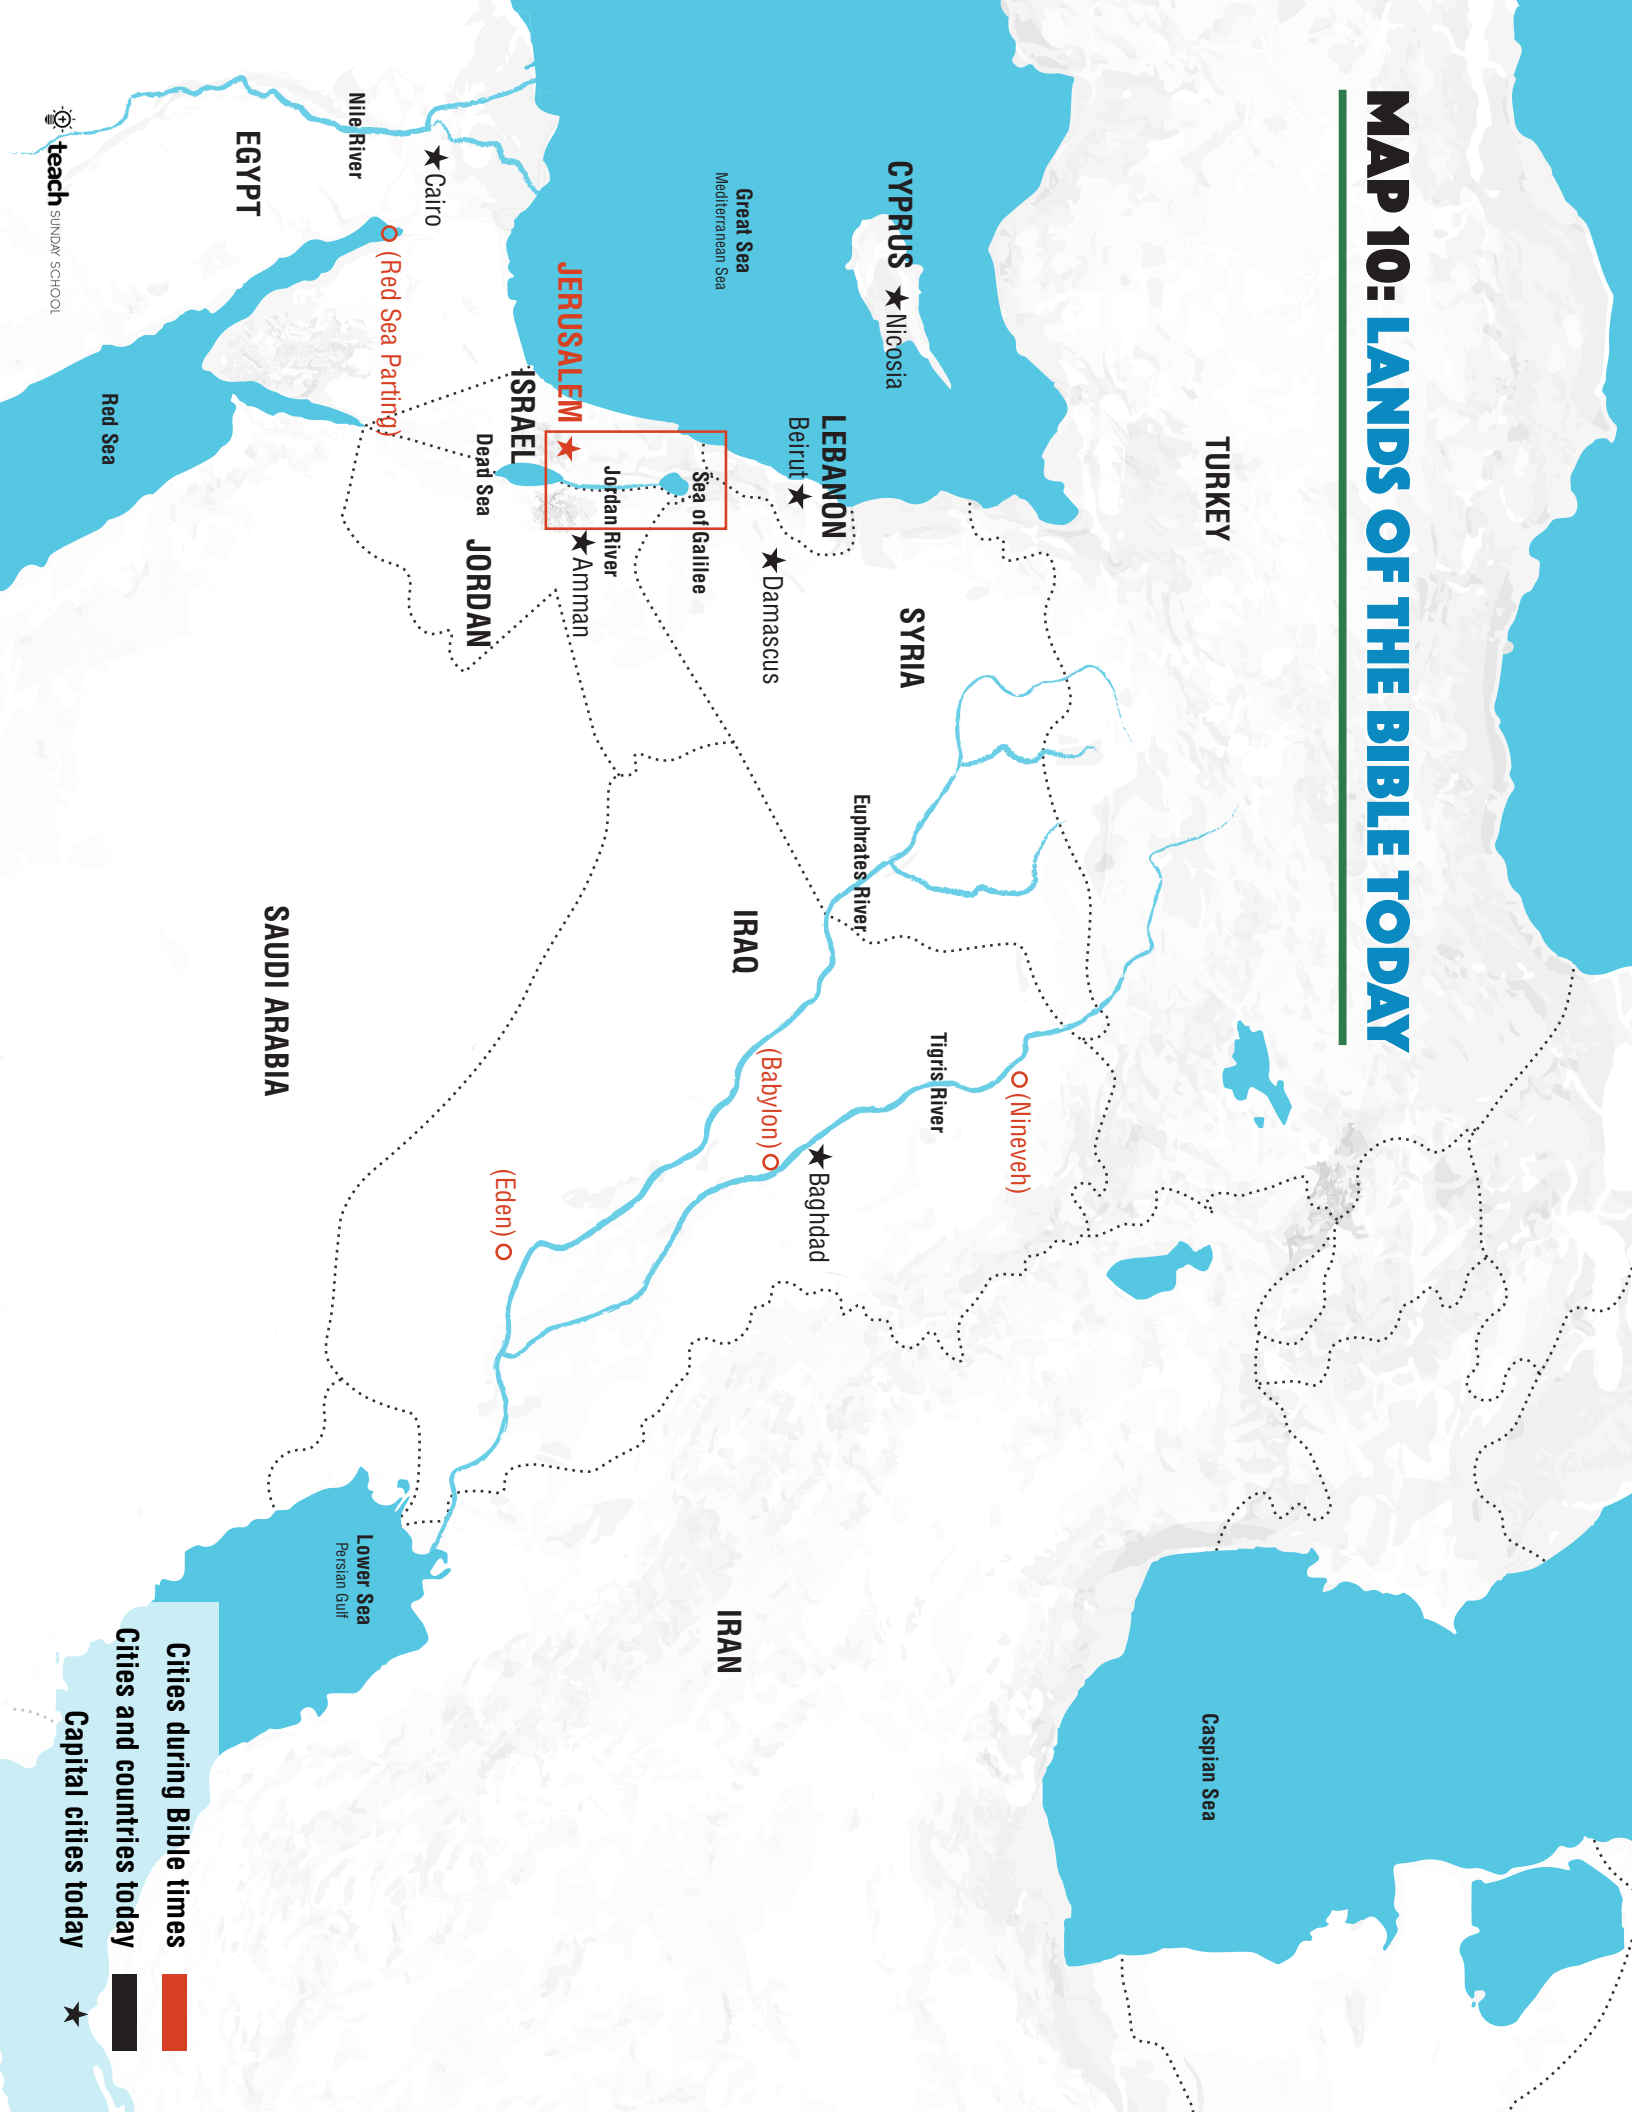 MAP 10: LANDS OF THE BIBLE TODAY
TURKEY
CYPRUS
Nicosia
Great Sea
Mediterranean Sea
LEBANON
Beirut
SYRIA
Damascus
Sea of Galilee
Jordan River
Amman
JERUSALEM
ISRAEL
Dead Sea
JORDAN
Cairo
Nile River
EGYPT
(Red Sea Parting)
Red Sea
Euphrates River
IRAQ
Tigris River
(Nineveh)
(Babylon)
Baghdad
(Eden)
SAUDI ARABIA
IRAN
Caspian Sea
Lower Sea
Persian Gulf
Cities during Bible times
Cities and countries today
Capital cities today
teach SUNDAY SCHOOL